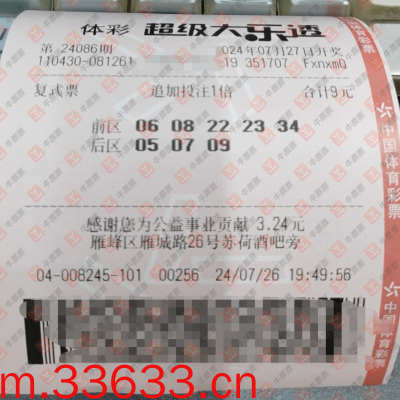 体彩 超级大乐透
第 24086期 024年07月27日开奖
110430-081261 19 351707 FxnxmQ
复式票 追加投注1倍 合计9元
前区 06 08 22 23 34
后区 05 07 09
感谢您为公益事业贡献 3.24元
雁峰区雁城路26号苏荷酒吧旁
04-008245-101 00256 24/07/26 19:49:56
中国体育彩票
m.33633.cn